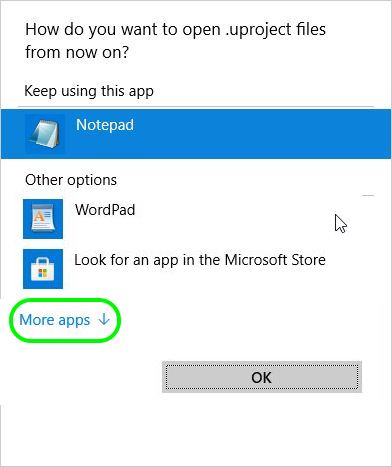 How do you want to open .uproject files
from now on?
Keep using this app
Notepad
Other options
WordPad
Look for an app in the Microsoft Store
More apps ↓
OK